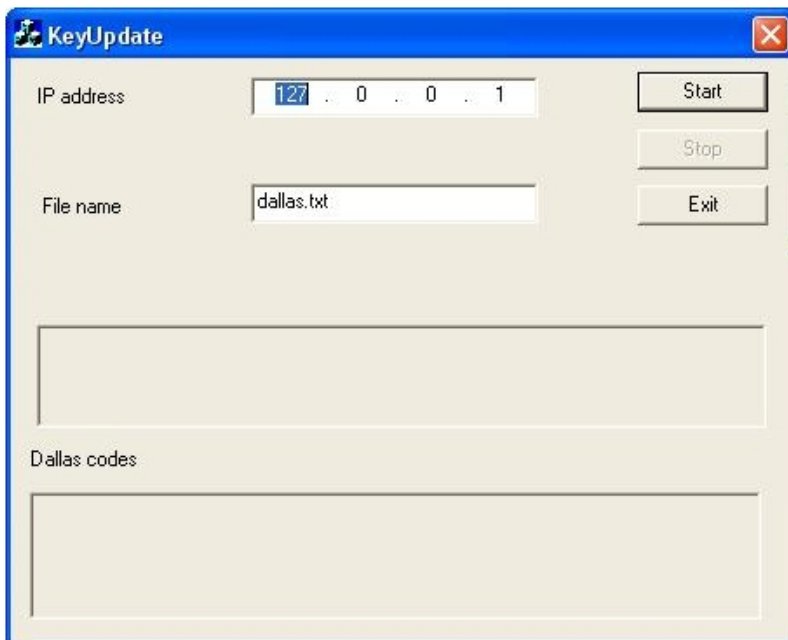 KeyUpdate
IP address 127 . 0 . 0 . 1 Start
Stop
File name dallas.txt Exit
Dallas codes